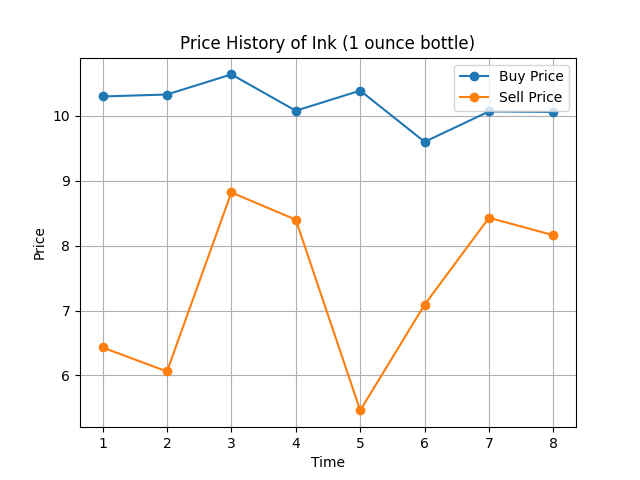 Price History of Ink (1 ounce bottle)
Buy Price
Sell Price
10
9
8
7
6
Price
1 2 3 4 5 6 7 8
Time